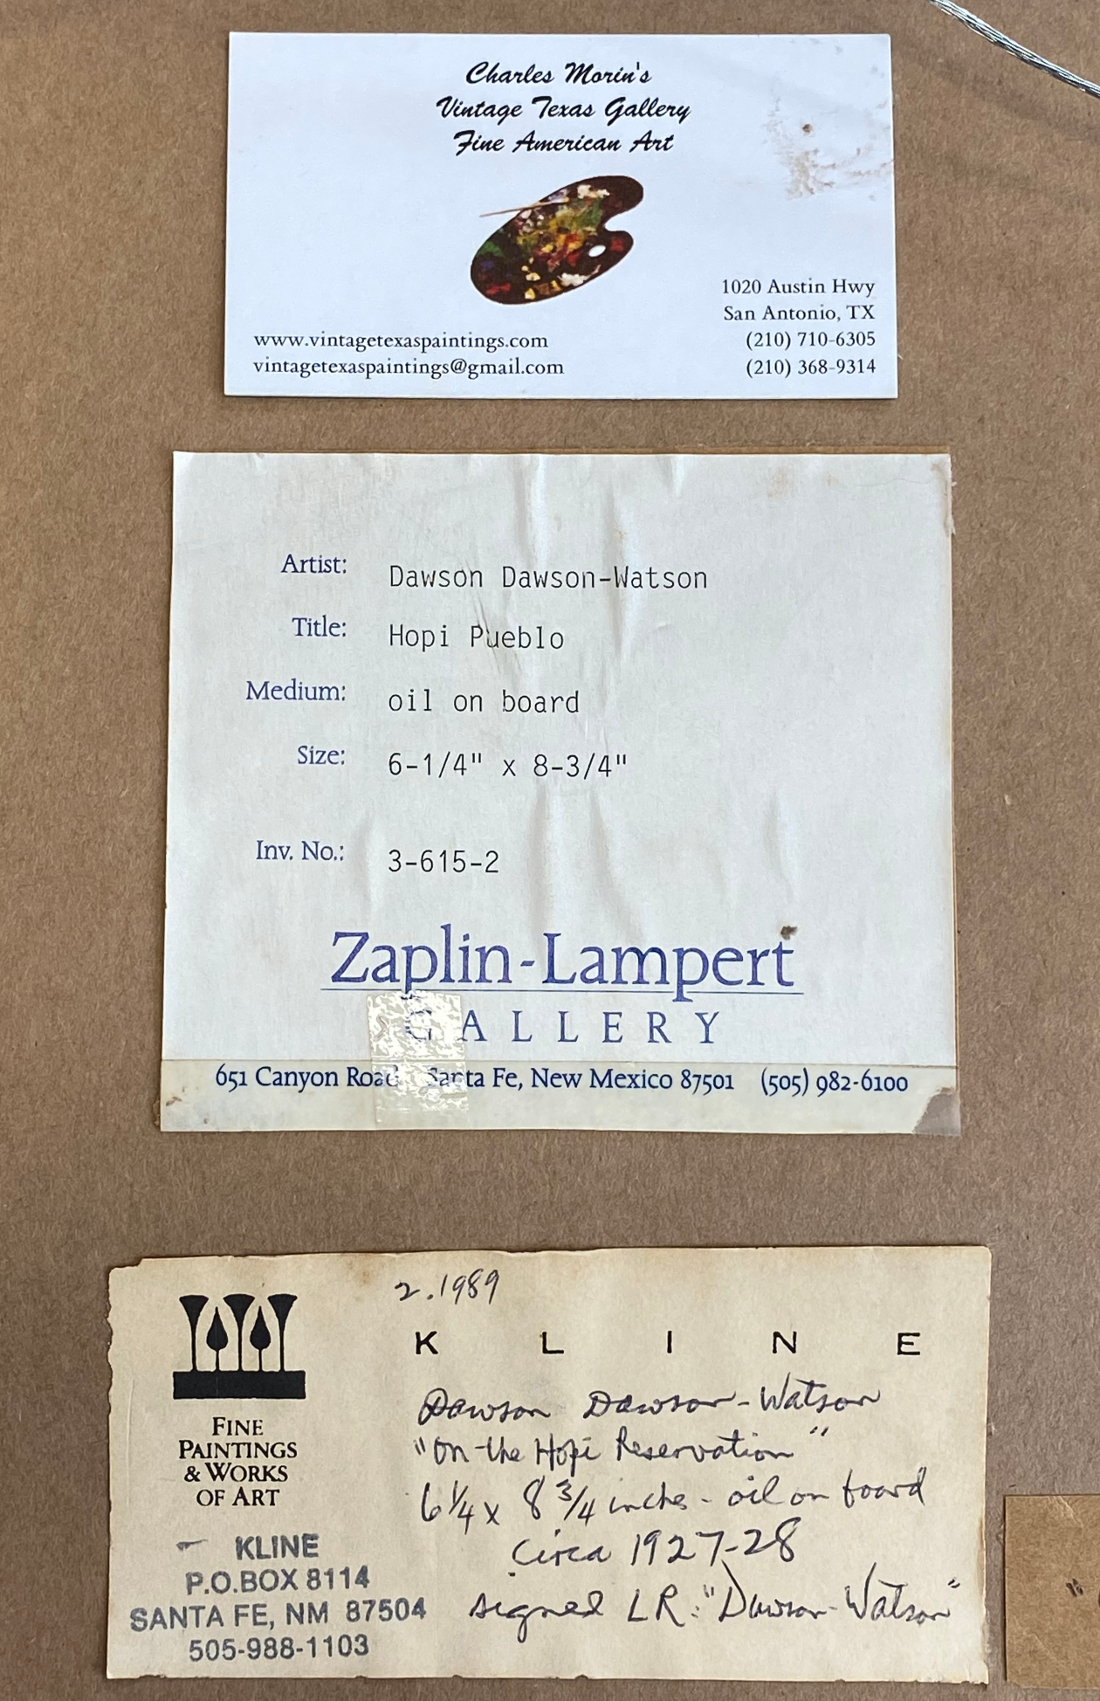 Charles Morin's
Vintage Texas Gallery
Fine American Art
1020 Austin Hwy
San Antonio, TX
www.vintagetexaspaintings.com (210) 710-6305
vintagetexaspaintings@gmail.com (210) 368-9314
Artist: Dawson Dawson-Watson
Title: Hopi Pueblo
Medium: oil on board
Size: 6-1/4" x 8-3/4"
Inv. No.: 3-615-2
Zaplin-Lampert
GALLERY
651 Canyon Road Santa Fe, New Mexico 87501 (505) 982-6100
2.1989
KLINE
Dawson Dawson-Watson
"On the Hopi Reservation"
6 1/4 x 8 3/4 inches - oil on board
Circa 1927-28
signed LR: "Dawson-Watson"
FINE
PAINTINGS
& WORKS
OF ART
KLINE
P.O.BOX 8114
SANTA FE, NM 87504
505-988-1103